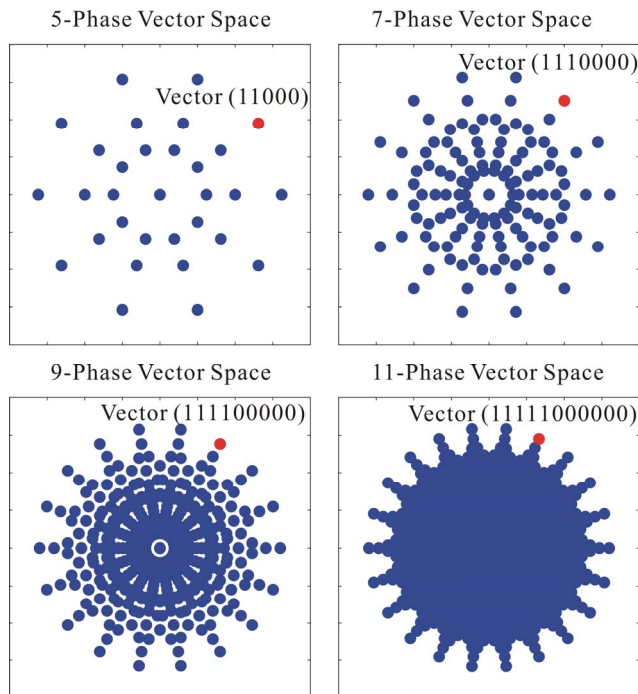 5-Phase Vector Space
7-Phase Vector Space
Vector (11000)
Vector (1110000)
9-Phase Vector Space
11-Phase Vector Space
Vector (111100000)
Vector (11111000000)